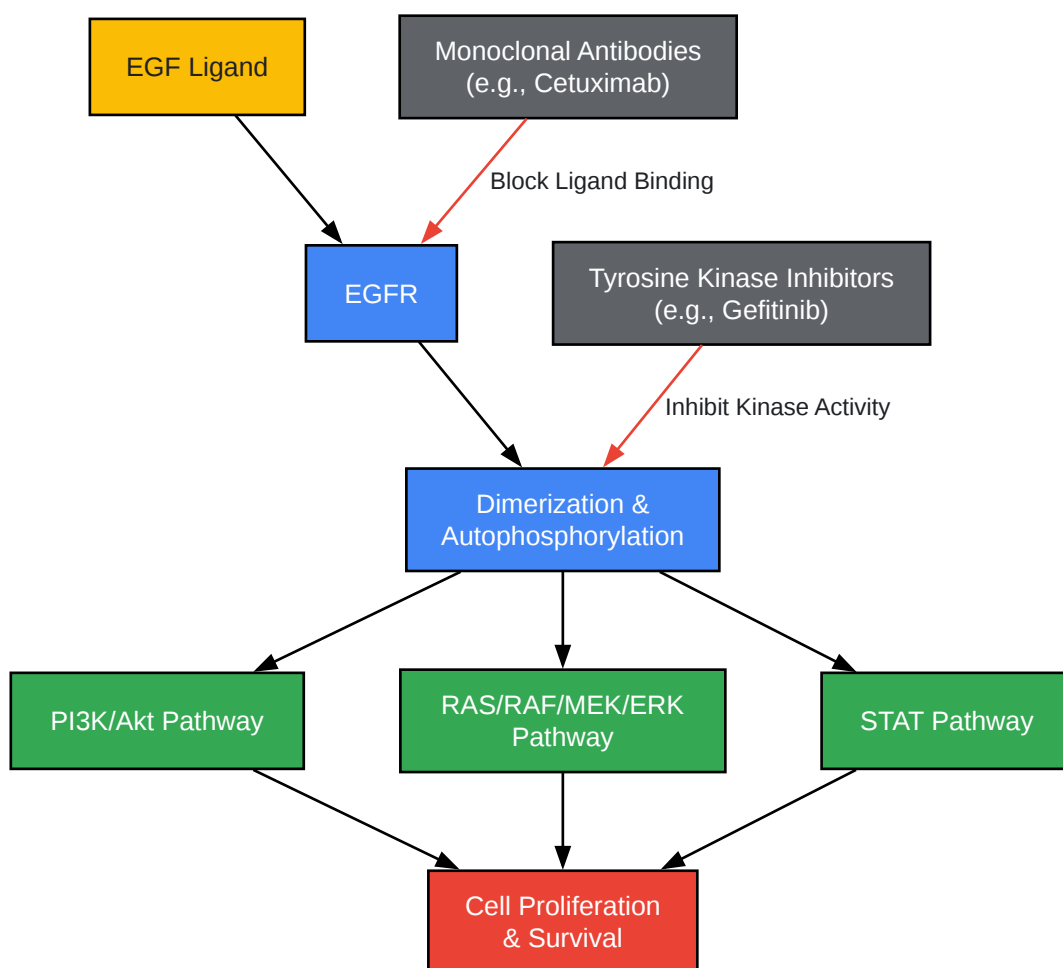 EGF Ligand
Monoclonal Antibodies
(e.g., Cetuximab)
Block Ligand Binding
EGFR
Tyrosine Kinase Inhibitors
(e.g., Gefitinib)
Inhibit Kinase Activity
Dimerization &
Autophosphorylation
PI3K/Akt Pathway
RAS/RAF/MEK/ERK
Pathway
STAT Pathway
Cell Proliferation
& Survival